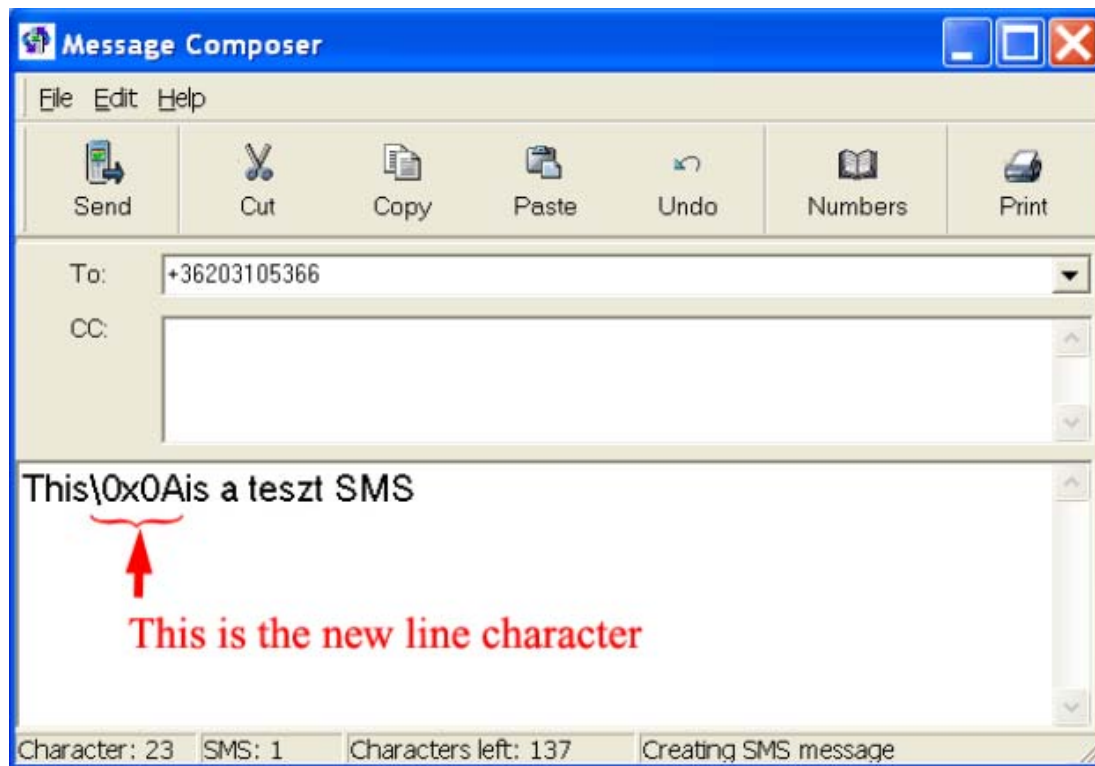 Message Composer
File Edit Help
Send Cut Copy Paste Undo Numbers Print
To: +36203105366
CC:
This\0x0Ais a teszt SMS
This is the new line character
Character: 23 SMS: 1 Characters left: 137 Creating SMS message